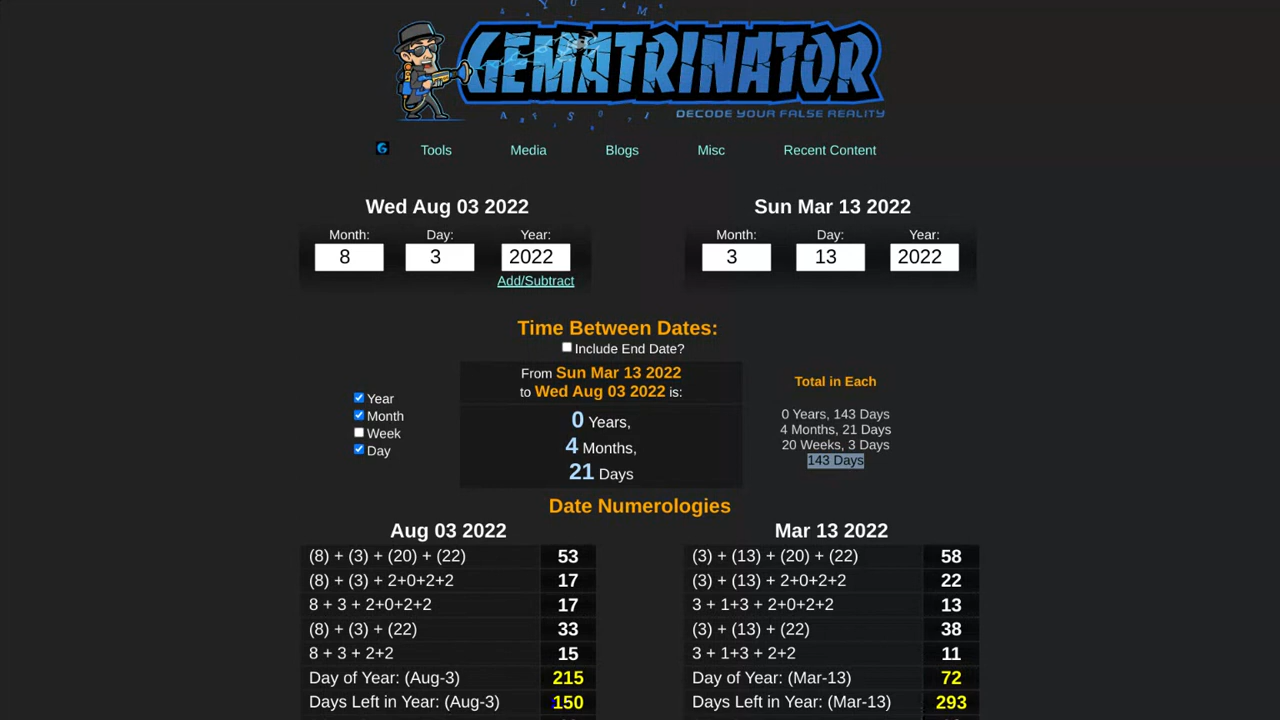 GEMATRINATOR
DECODE YOUR FALSE REALITY
G Tools Media Blogs Misc Recent Content
Wed Aug 03 2022
Month: Day: Year:
8 3 2022
Add/Subtract
Sun Mar 13 2022
Month: Day: Year:
3 13 2022
Time Between Dates:
Include End Date?
Year
Month
Week
Day
From Sun Mar 13 2022
to Wed Aug 03 2022 is:
0 Years,
4 Months,
21 Days
Total in Each
0 Years, 143 Days
4 Months, 21 Days
20 Weeks, 3 Days
143 Days
Date Numerologies
Aug 03 2022
(8) + (3) + (20) + (22) 53
(8) + (3) + 2+0+2+2 17
8 + 3 + 2+0+2+2 17
(8) + (3) + (22) 33
8 + 3 + 2+2 15
Day of Year: (Aug-3) 215
Days Left in Year: (Aug-3) 150
Mar 13 2022
(3) + (13) + (20) + (22) 58
(3) + (13) + 2+0+2+2 22
3 + 1+3 + 2+0+2+2 13
(3) + (13) + (22) 38
3 + 1+3 + 2+2 11
Day of Year: (Mar-13) 72
Days Left in Year: (Mar-13) 293